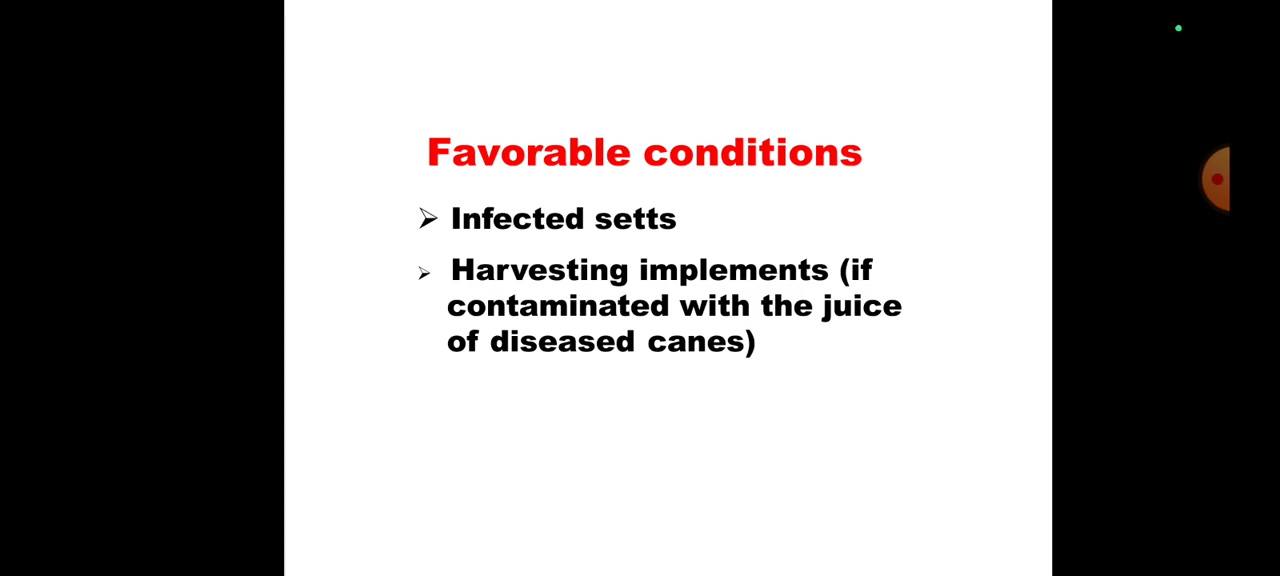 Favorable conditions
➢ Infected setts
➢ Harvesting implements (if
contaminated with the juice
of diseased canes)